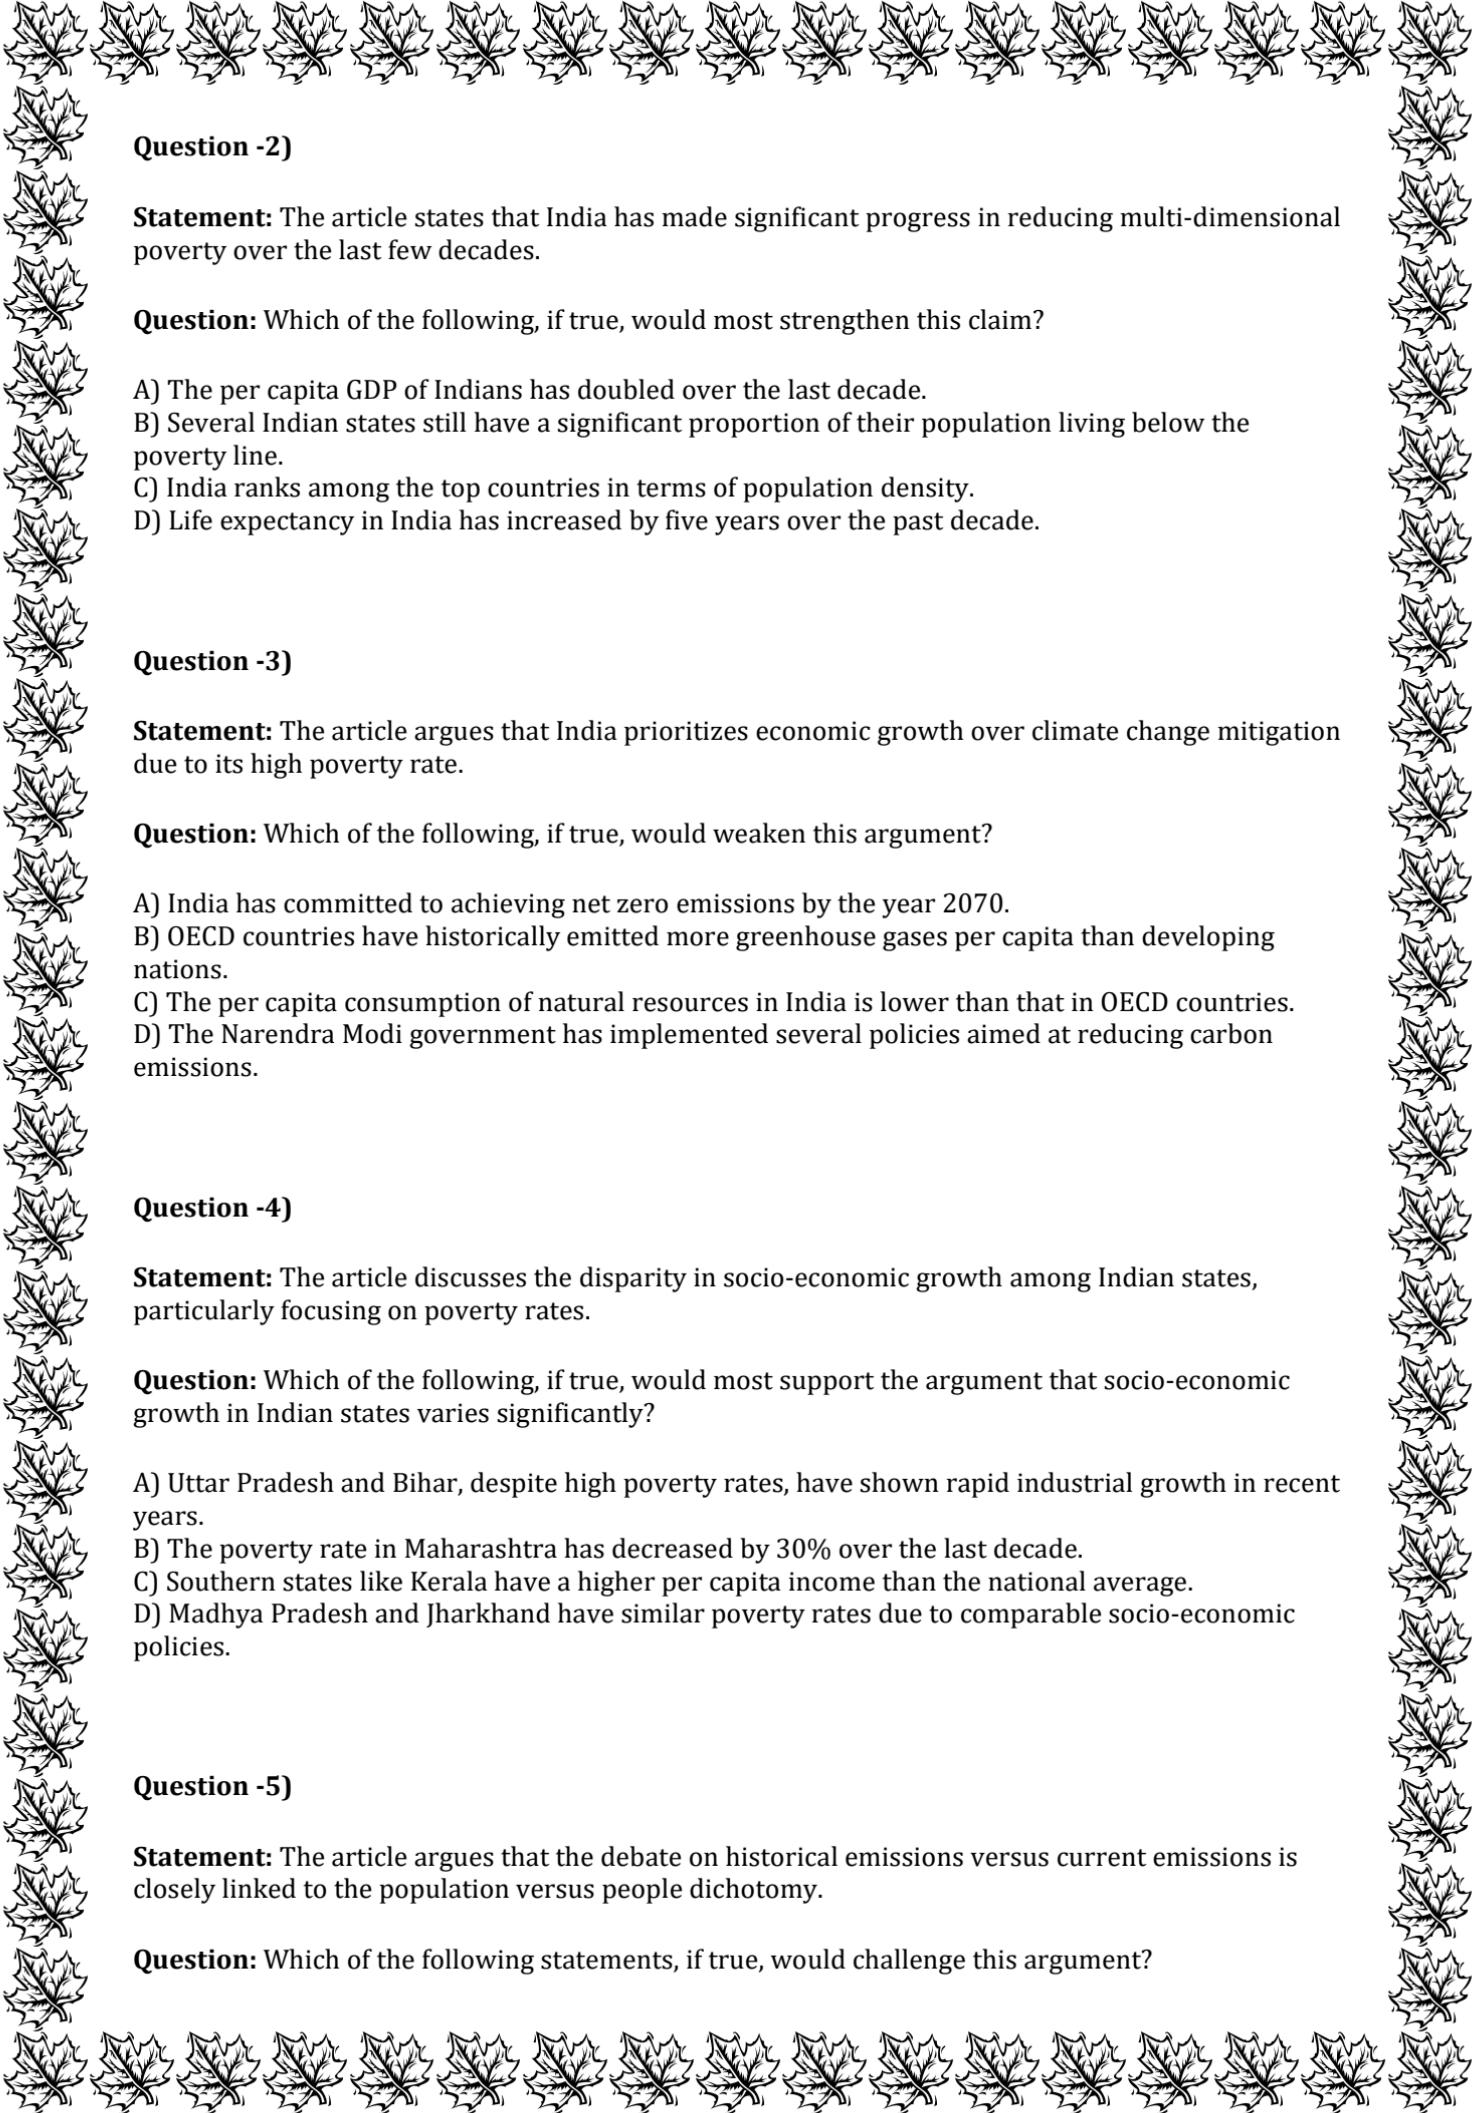 Question -2)
Statement: The article states that India has made significant progress in reducing multi-dimensional
poverty over the last few decades.
Question: Which of the following, if true, would most strengthen this claim?
A) The per capita GDP of Indians has doubled over the last decade.
B) Several Indian states still have a significant proportion of their population living below the
poverty line.
C) India ranks among the top countries in terms of population density.
D) Life expectancy in India has increased by five years over the past decade.
Question -3)
Statement: The article argues that India prioritizes economic growth over climate change mitigation
due to its high poverty rate.
Question: Which of the following, if true, would weaken this argument?
A) India has committed to achieving net zero emissions by the year 2070.
B) OECD countries have historically emitted more greenhouse gases per capita than developing
nations.
C) The per capita consumption of natural resources in India is lower than that in OECD countries.
D) The Narendra Modi government has implemented several policies aimed at reducing carbon
emissions.
Question -4)
Statement: The article discusses the disparity in socio-economic growth among Indian states,
particularly focusing on poverty rates.
Question: Which of the following, if true, would most support the argument that socio-economic
growth in Indian states varies significantly?
A) Uttar Pradesh and Bihar, despite high poverty rates, have shown rapid industrial growth in recent
years.
B) The poverty rate in Maharashtra has decreased by 30% over the last decade.
C) Southern states like Kerala have a higher per capita income than the national average.
D) Madhya Pradesh and Jharkhand have similar poverty rates due to comparable socio-economic
policies.
Question -5)
Statement: The article argues that the debate on historical emissions versus current emissions is
closely linked to the population versus people dichotomy.
Question: Which of the following statements, if true, would challenge this argument?